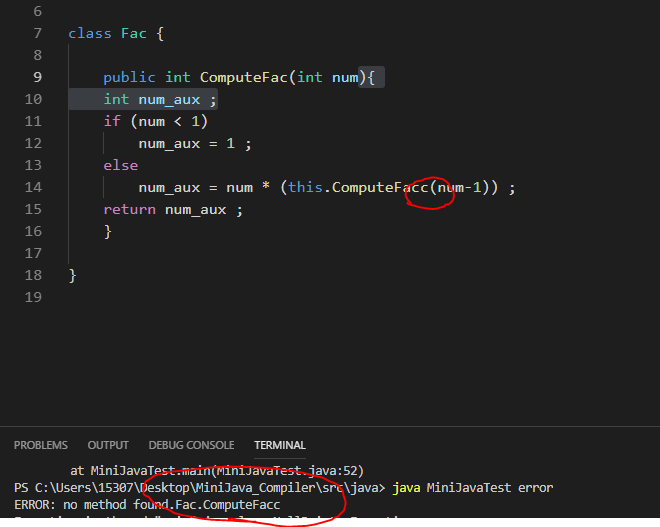 6
7 class Fac {
8
9 public int ComputeFac(int num){
10 int num_aux ;
11 if (num < 1)
12 num_aux = 1 ;
13 else
14 num_aux = num * (this.ComputeFacc(num-1)) ;
15 return num_aux ;
16 }
17
18 }
19
PROBLEMS OUTPUT DEBUG CONSOLE TERMINAL
at MiniJavaTest.main(MiniJavaTest.java:52)
PS C:\Users\15307\Desktop\MiniJava_Compiler\src\java> java MiniJavaTest error
ERROR: no method found.Fac.ComputeFacc